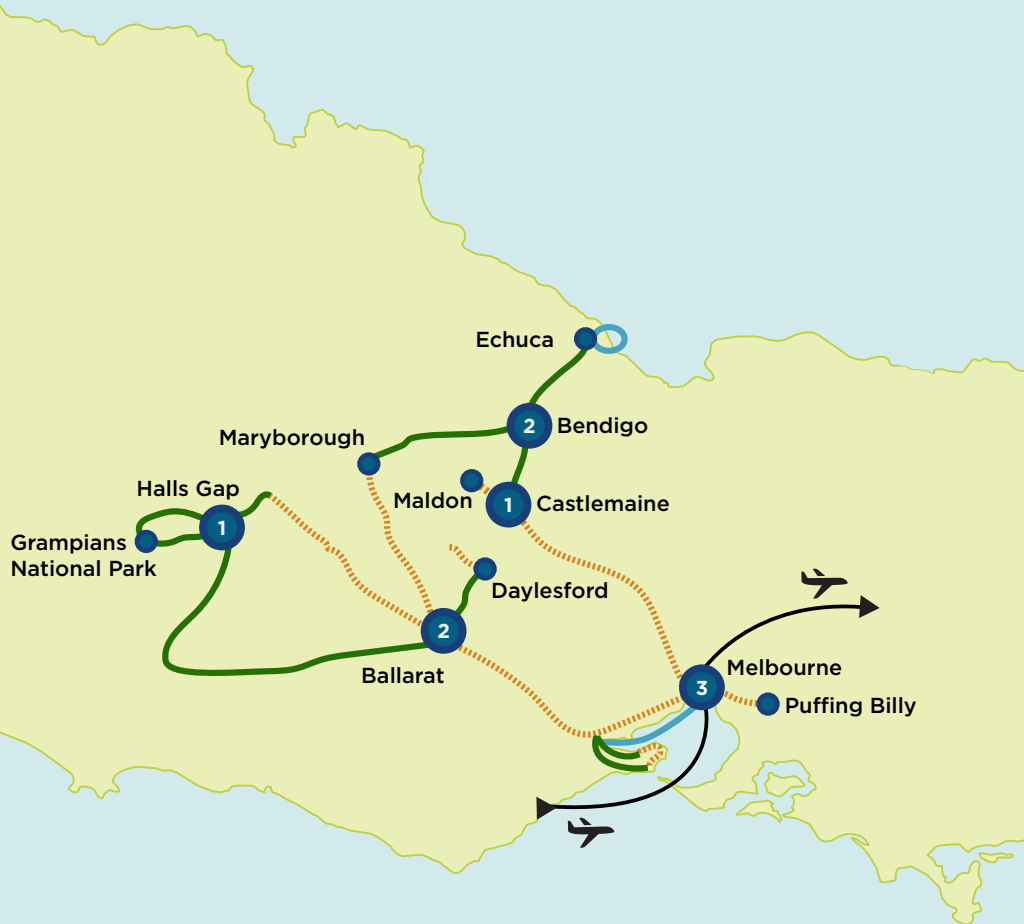 Echuca
2
Bendigo
Maryborough
Maldon
1
Castlemaine
Halls Gap
1
Grampians
National Park
Daylesford
2
Ballarat
Melbourne
3
Puffing Billy